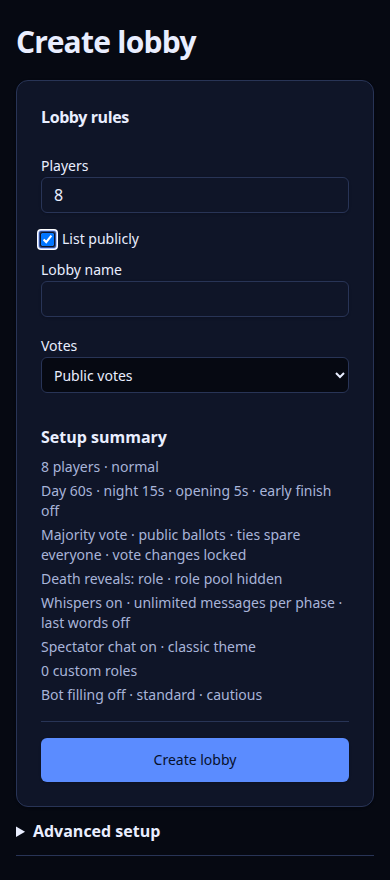 Create lobby
Lobby rules
Players
8
List publicly
Lobby name
Votes
Public votes
Setup summary
8 players · normal
Day 60s · night 15s · opening 5s · early finish
off
Majority vote · public ballots · ties spare
everyone · vote changes locked
Death reveals: role · role pool hidden
Whispers on · unlimited messages per phase ·
last words off
Spectator chat on · classic theme
0 custom roles
Bot filling off · standard · cautious
Create lobby
Advanced setup